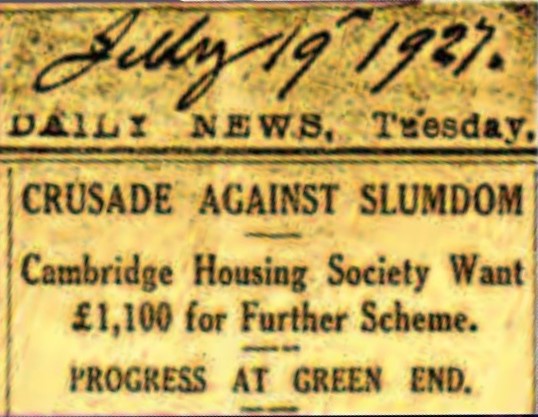 July 19 1927.
DAILY NEWS, Tuesday,
CRUSADE AGAINST SLUMDOM
Cambridge Housing Society Want
£1,100 for Further Scheme.
PROGRESS AT GREEN END.